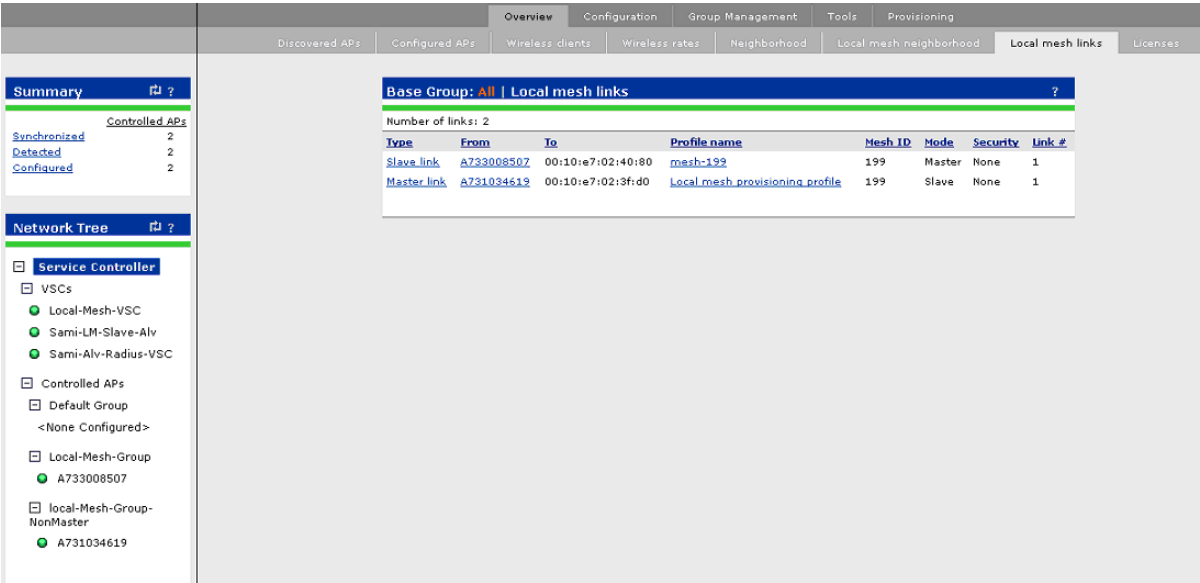 Overview Configuration Group Management Tools Provisioning
Discovered APs Configured APs Wireless clients Wireless rates Neighborhood Local mesh neighborhood Local mesh links Licenses
Summary ?
Controlled APs
Synchronized 2
Detected 2
Configured 2
Network Tree ?
Service Controller
VSCs
Local-Mesh-VSC
Sami-LM-Slave-Alv
Sami-Alv-Radius-VSC
Controlled APs
Default Group
<None Configured>
Local-Mesh-Group
A733008507
local-Mesh-Group-
NonMaster
A731034619
Base Group: All | Local mesh links ?
Number of links: 2
Type From To Profile name Mesh ID Mode Security Link #
Slave link A733008507 00:10:e7:02:40:80 mesh-199 199 Master None 1
Master link A731034619 00:10:e7:02:3f:d0 Local mesh provisioning profile 199 Slave None 1